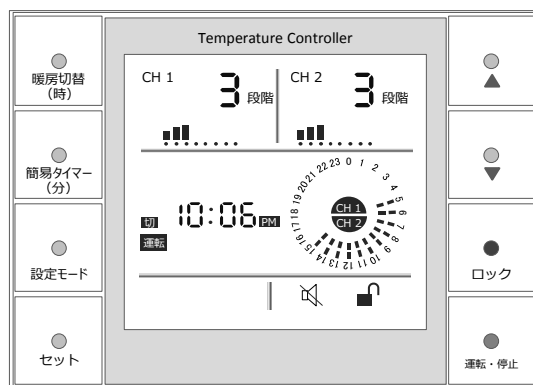 Temperature Controller
暖房切替
(時)
簡易タイマー
(分)
設定モード
セット
CH 1
3 段階
CH 2
3 段階
切
運転
10:06 PM
0 1 2 3 4 5 6 7 8 9 10 11 12 13 14 15 16 17 18 19 20 21 22 23
CH 1
CH 2
▲
▼
ロック
運転・停止